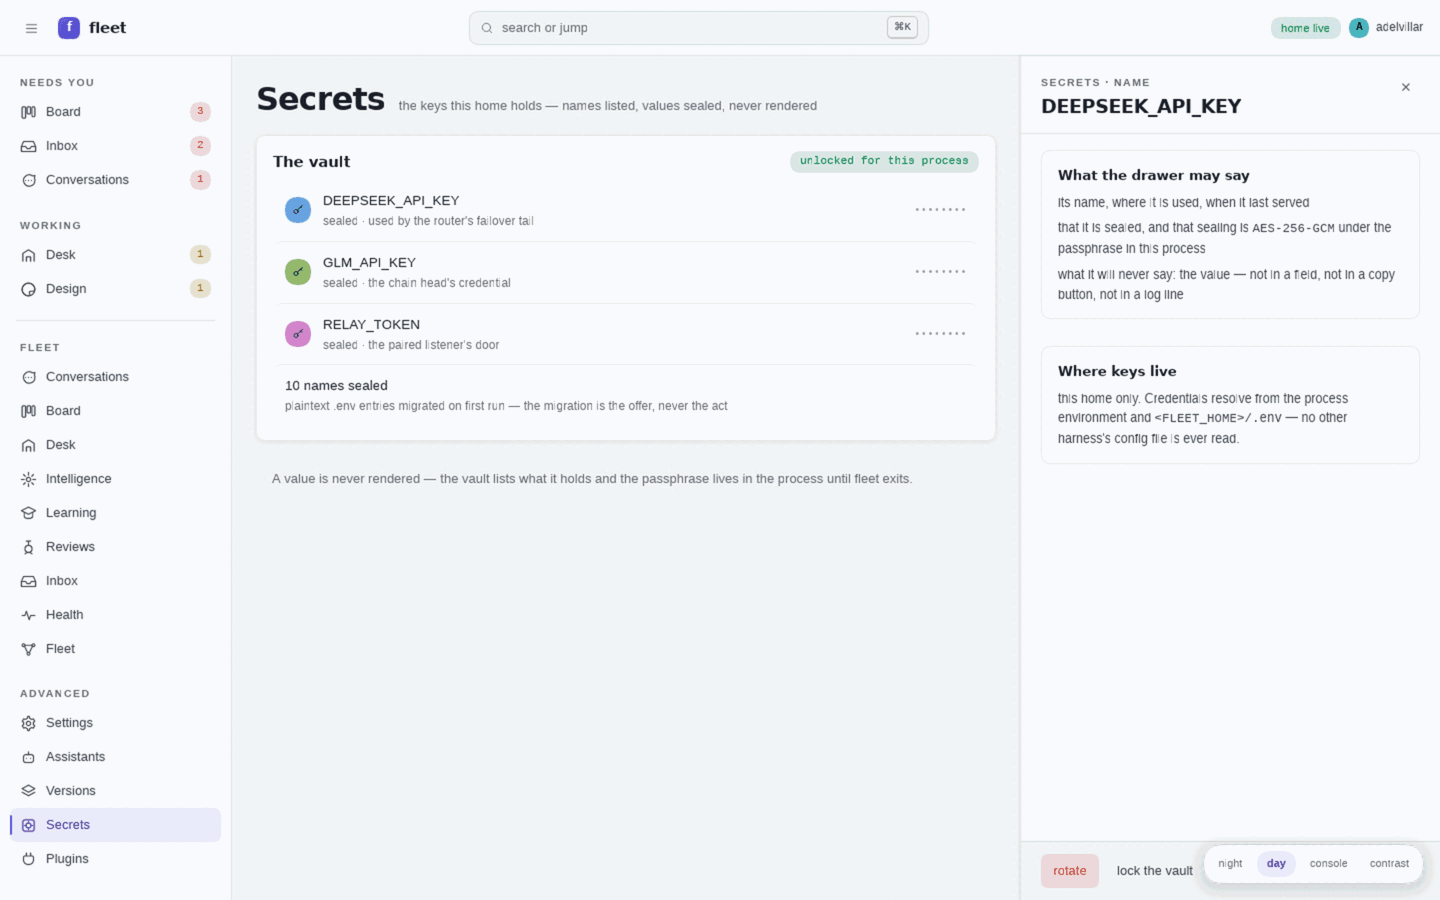 f fleet
search or jump ⌘K
home live A adelvillar
NEEDS YOU
Board 3
Inbox 2
Conversations 1
WORKING
Desk 1
Design 1
FLEET
Conversations
Board
Desk
Intelligence
Learning
Reviews
Inbox
Health
Fleet
ADVANCED
Settings
Assistants
Versions
Secrets
Plugins
Secrets the keys this home holds — names listed, values sealed, never rendered
The vault unlocked for this process
DEEPSEEK_API_KEY
sealed · used by the router's failover tail
••••••••
GLM_API_KEY
sealed · the chain head's credential
••••••••
RELAY_TOKEN
sealed · the paired listener's door
••••••••
10 names sealed
plaintext .env entries migrated on first run — the migration is the offer, never the act
A value is never rendered — the vault lists what it holds and the passphrase lives in the process until fleet exits.
SECRETS · NAME
DEEPSEEK_API_KEY
What the drawer may say
its name, where it is used, when it last served
that it is sealed, and that sealing is AES-256-GCM under the
passphrase in this process
what it will never say: the value — not in a field, not in a copy
button, not in a log line
Where keys live
this home only. Credentials resolve from the process
environment and <FLEET_HOME>/.env — no other
harness's config file is ever read.
rotate lock the vault
night day console contrast